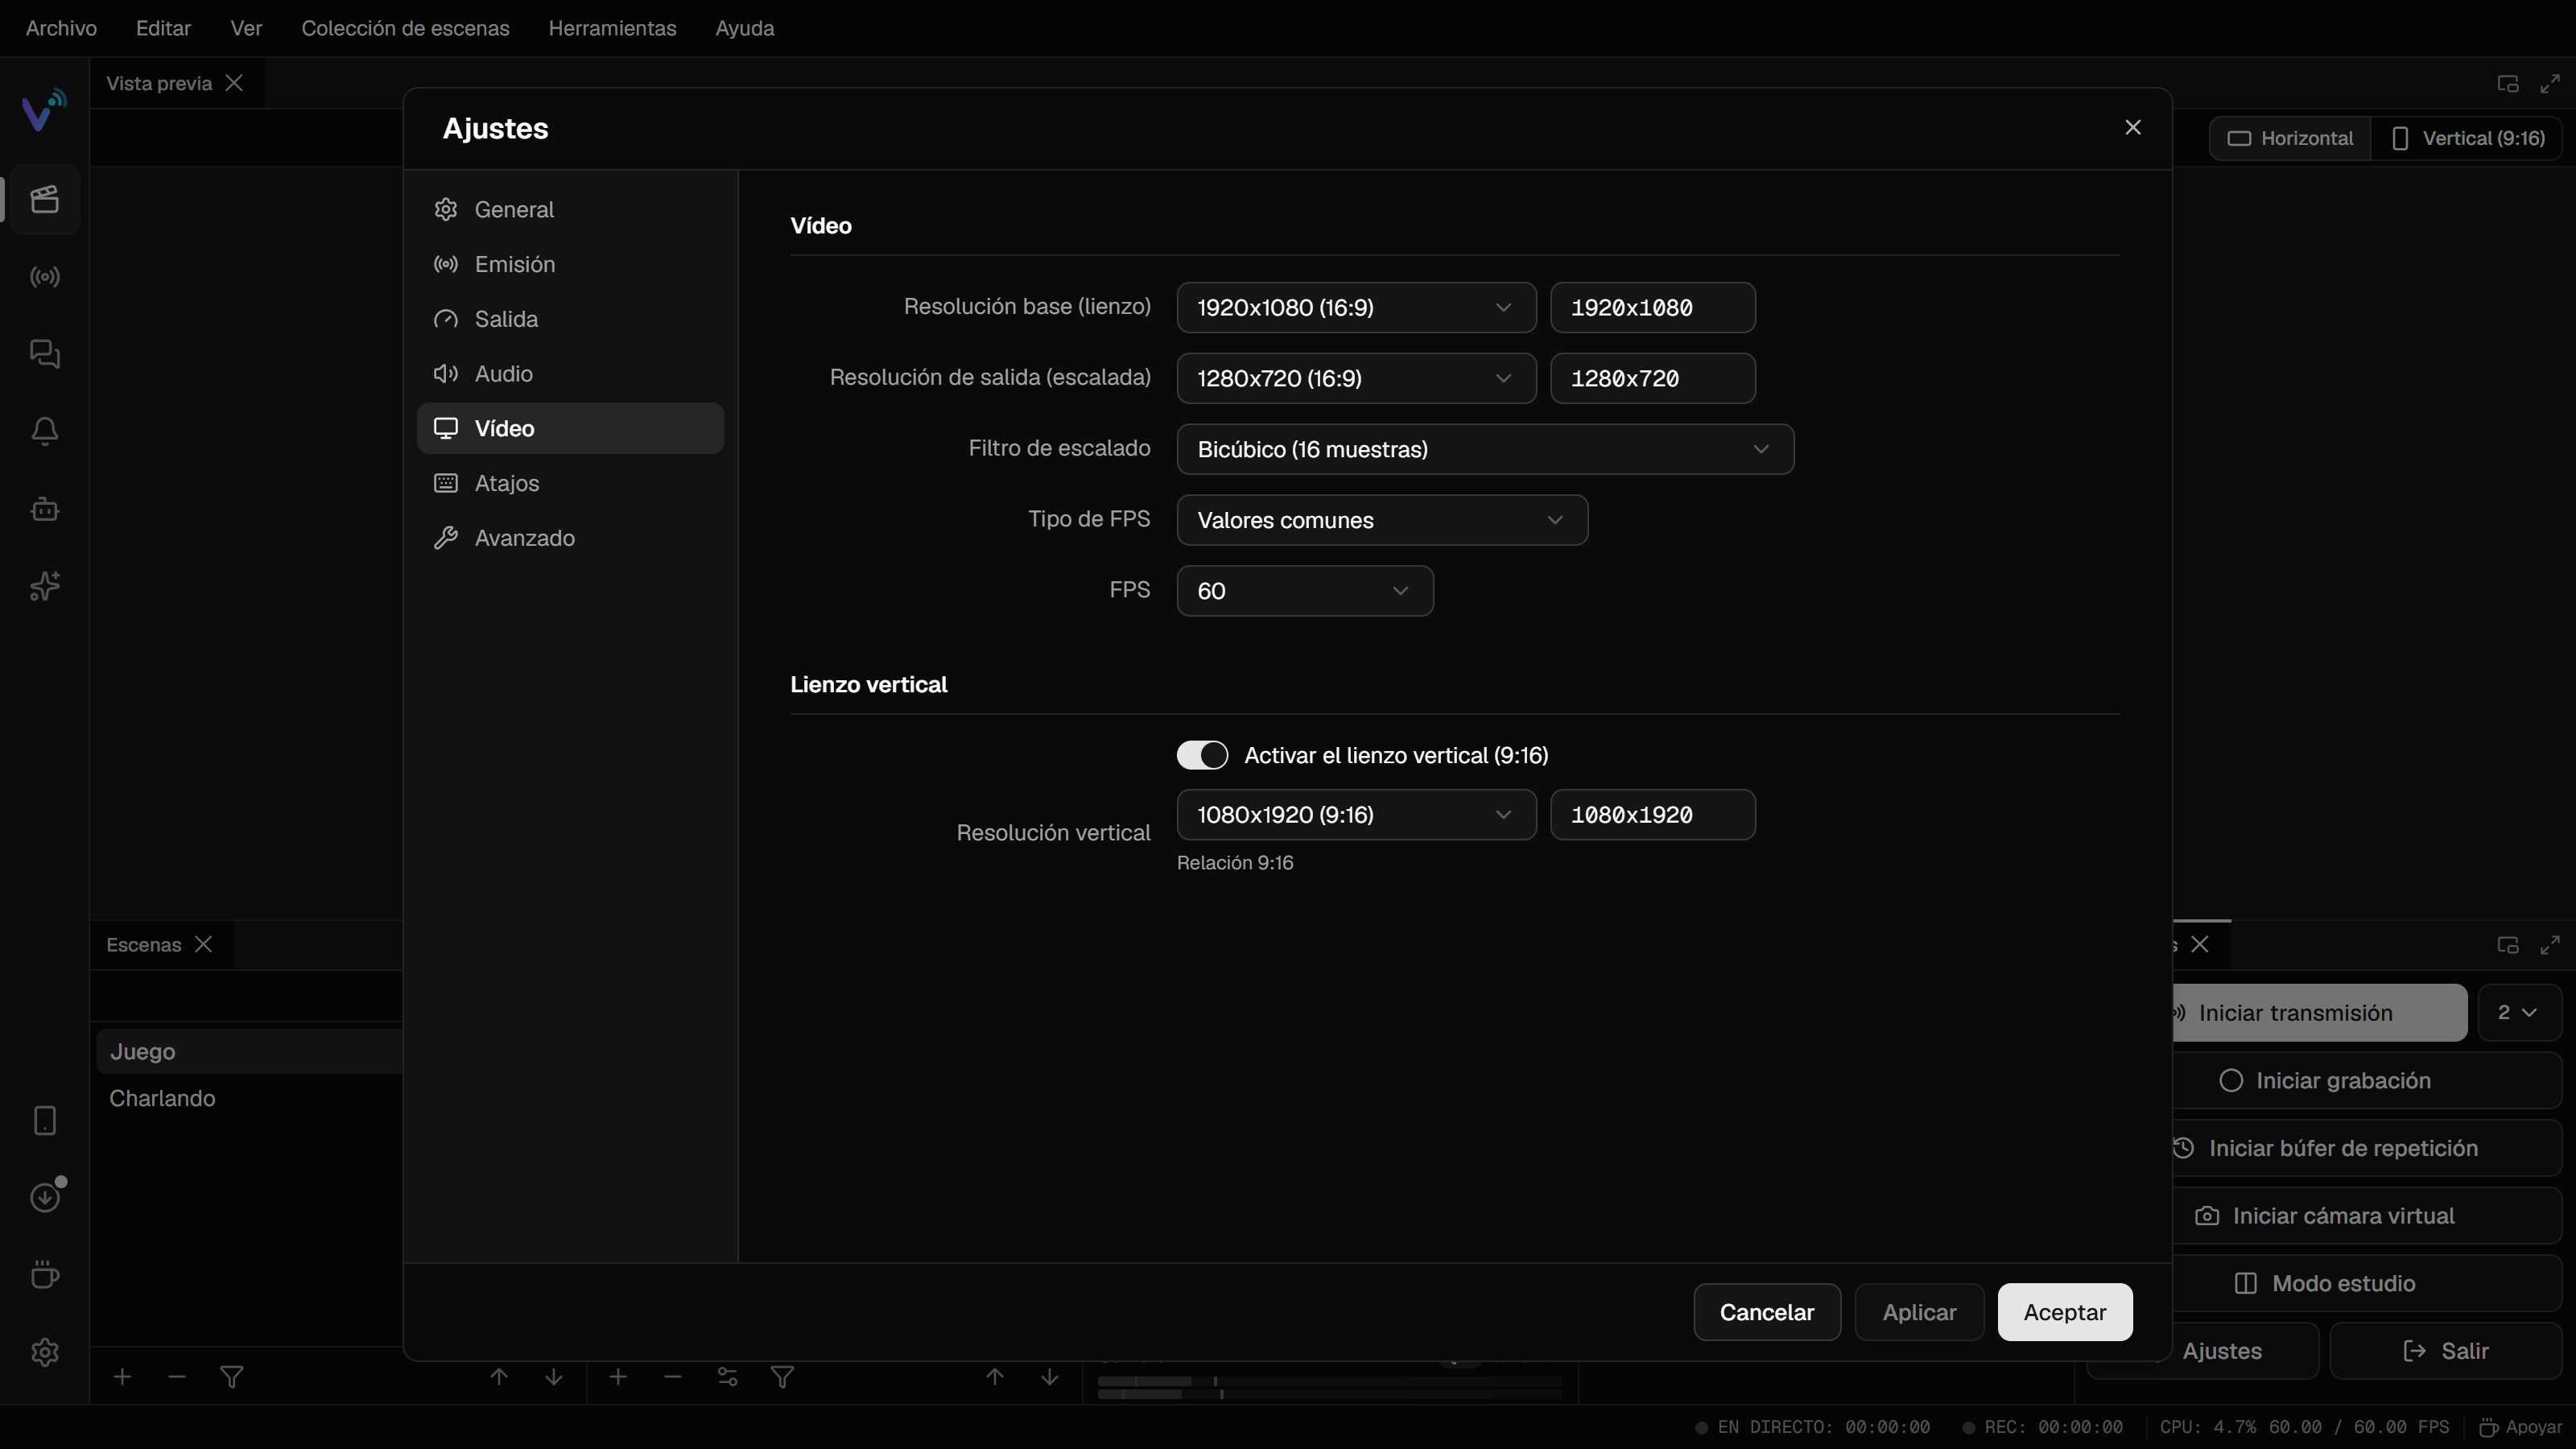 Archivo Editar Ver Colección de escenas Herramientas Ayuda
Vista previa
Horizontal Vertical (9:16)
Ajustes
General
Emisión
Salida
Audio
Vídeo
Atajos
Avanzado
Vídeo
Resolución base (lienzo) 1920x1080 (16:9) 1920x1080
Resolución de salida (escalada) 1280x720 (16:9) 1280x720
Filtro de escalado Bicúbico (16 muestras)
Tipo de FPS Valores comunes
FPS 60
Lienzo vertical
Activar el lienzo vertical (9:16)
Resolución vertical 1080x1920 (9:16) 1080x1920
Relación 9:16
Cancelar Aplicar Aceptar
Escenas
Juego
Charlando
Iniciar transmisión 2
Iniciar grabación
Iniciar búfer de repetición
Iniciar cámara virtual
Modo estudio
Ajustes Salir
EN DIRECTO: 00:00:00 REC: 00:00:00 CPU: 4.7% 60.00 / 60.00 FPS Apoyar